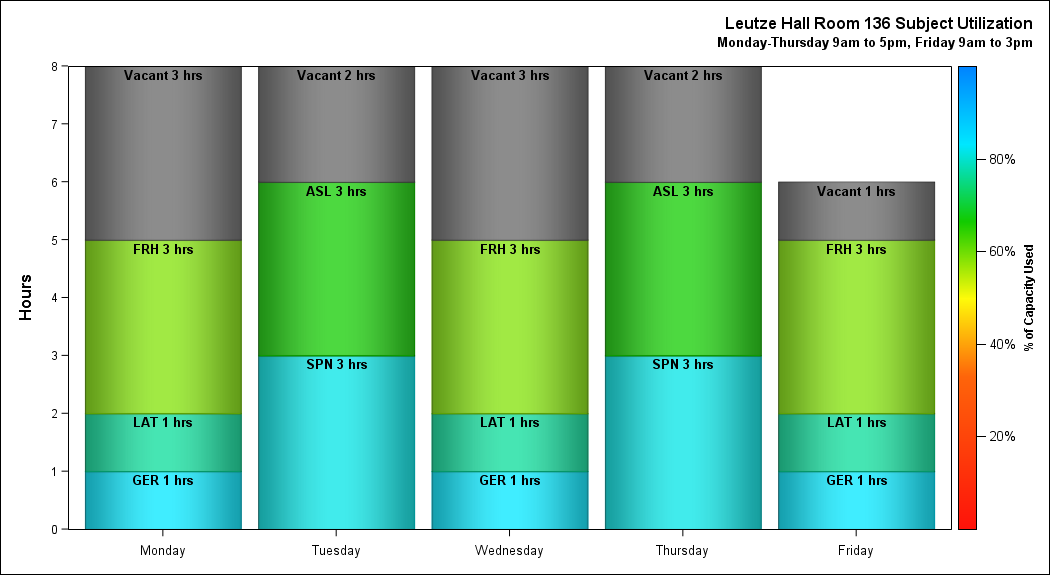 Leutze Hall Room 136 Subject Utilization
Monday-Thursday 9am to 5pm, Friday 9am to 3pm
Hours
8
7
6
5
4
3
2
1
0
Vacant 3 hrs
FRH 3 hrs
LAT 1 hrs
GER 1 hrs
Vacant 2 hrs
ASL 3 hrs
SPN 3 hrs
Vacant 3 hrs
FRH 3 hrs
LAT 1 hrs
GER 1 hrs
Vacant 2 hrs
ASL 3 hrs
SPN 3 hrs
Vacant 1 hrs
FRH 3 hrs
LAT 1 hrs
GER 1 hrs
Monday
Tuesday
Wednesday
Thursday
Friday
80%
60%
40%
20%
% of Capacity Used